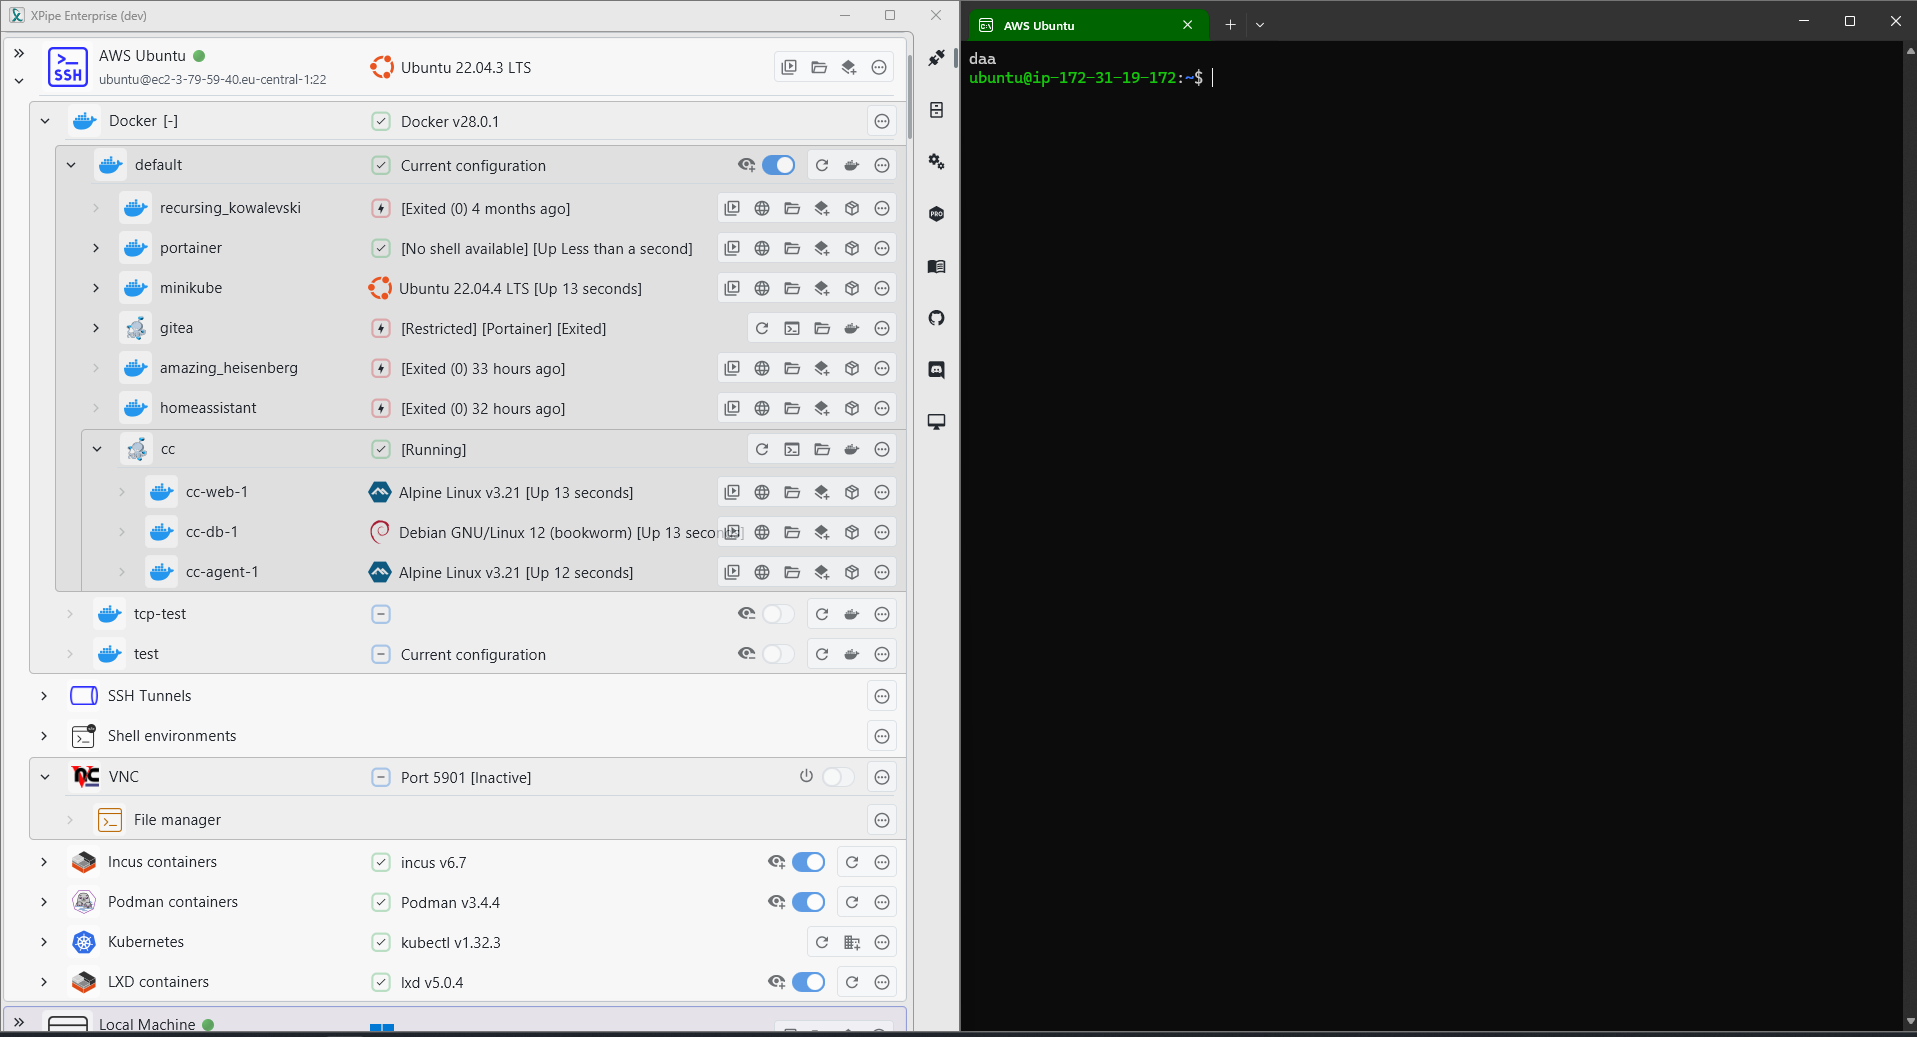 XPipe Enterprise (dev)
AWS Ubuntu
ubuntu@ec2-3-79-59-40.eu-central-1:22
Ubuntu 22.04.3 LTS
SSH
Docker [-]
Docker v28.0.1
default
Current configuration
recursing_kowalevski
[Exited (0) 4 months ago]
portainer
[No shell available] [Up Less than a second]
minikube
Ubuntu 22.04.4 LTS [Up 13 seconds]
gitea
[Restricted] [Portainer] [Exited]
amazing_heisenberg
[Exited (0) 33 hours ago]
homeassistant
[Exited (0) 32 hours ago]
cc
[Running]
cc-web-1
Alpine Linux v3.21 [Up 13 seconds]
cc-db-1
Debian GNU/Linux 12 (bookworm) [Up 13 seconds]
cc-agent-1
Alpine Linux v3.21 [Up 12 seconds]
tcp-test
test
Current configuration
SSH Tunnels
Shell environments
VNC
Port 5901 [Inactive]
File manager
Incus containers
incus v6.7
Podman containers
Podman v3.4.4
Kubernetes
kubectl v1.32.3
LXD containers
lxd v5.0.4
Local Machine
PRO
AWS Ubuntu
daa
ubuntu@ip-172-31-19-172:~$